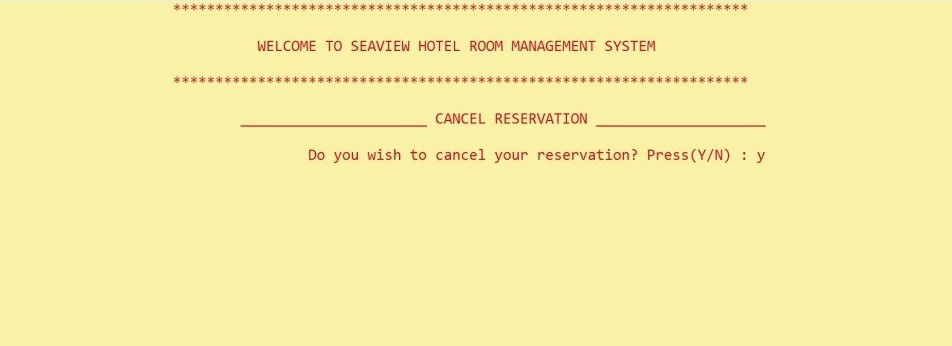 ********************************************************************
WELCOME TO SEAVIEW HOTEL ROOM MANAGEMENT SYSTEM
********************************************************************
______________________ CANCEL RESERVATION ____________________
Do you wish to cancel your reservation? Press(Y/N) : y